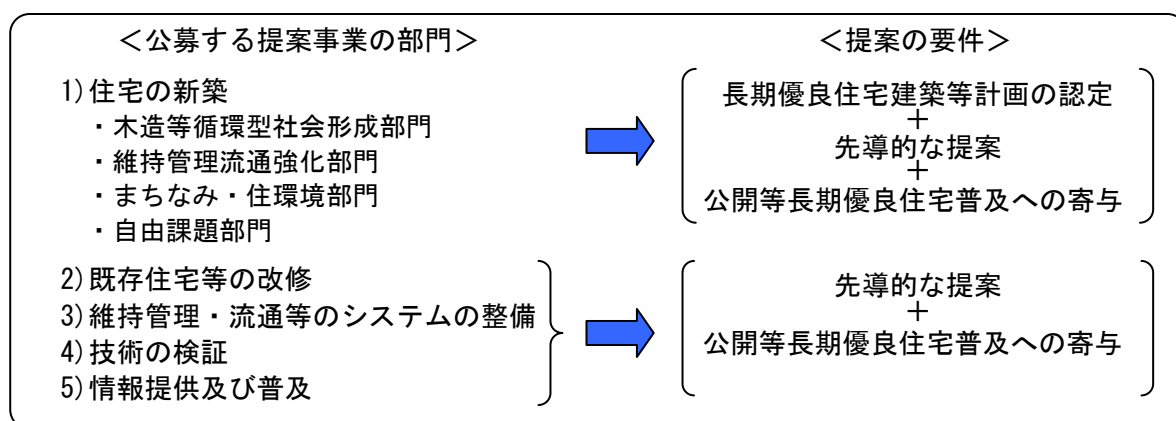 ＜公募する提案事業の部門＞
1)住宅の新築
・木造等循環型社会形成部門
・維持管理流通強化部門
・まちなみ・住環境部門
・自由課題部門
＜提案の要件＞
長期優良住宅建築等計画の認定
＋
先導的な提案
＋
公開等長期優良住宅普及への寄与
2)既存住宅等の改修
3)維持管理・流通等のシステムの整備
4)技術の検証
5)情報提供及び普及
先導的な提案
＋
公開等長期優良住宅普及への寄与